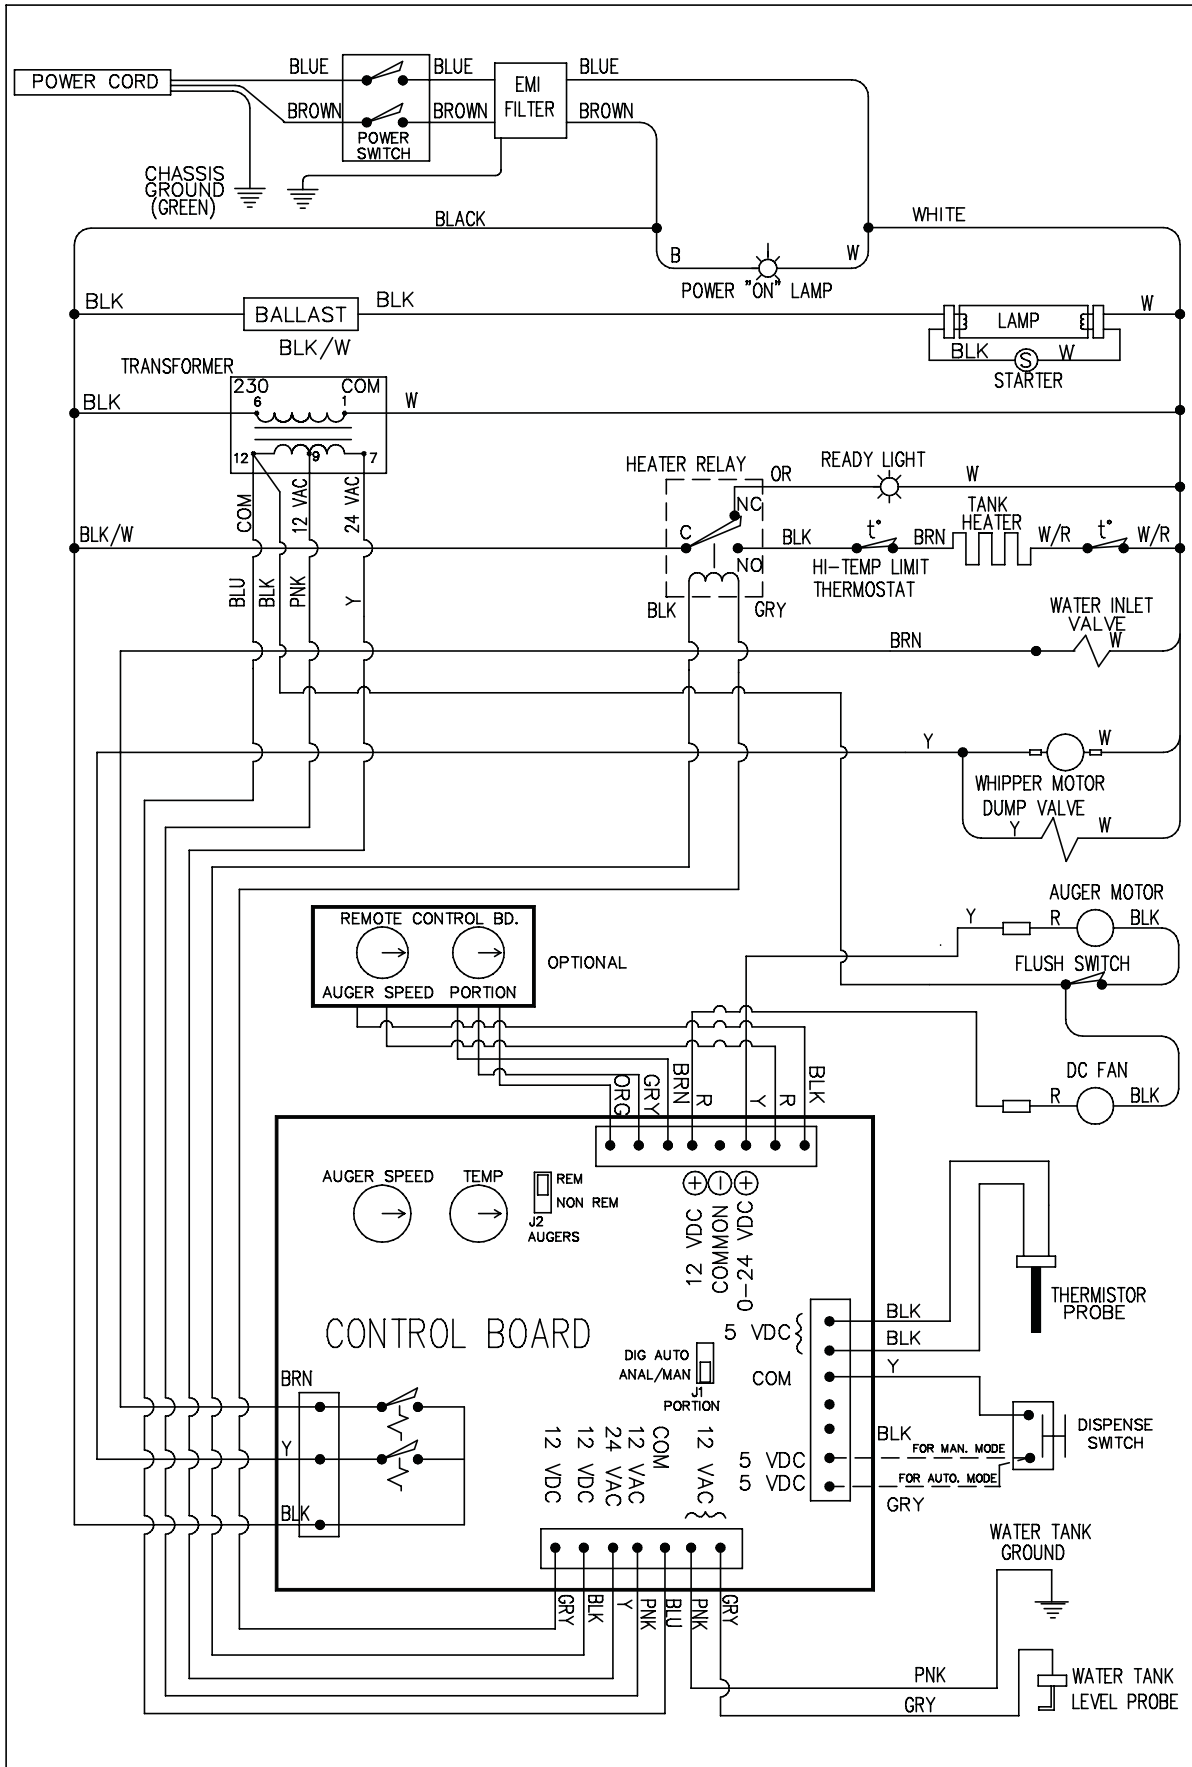 POWER CORD
BLUE
BLUE
BLUE
BROWN
BROWN
BROWN
POWER
SWITCH
EMI
FILTER
CHASSIS
GROUND
(GREEN)
BLACK
WHITE
B
W
POWER "ON" LAMP
BLK
BALLAST
BLK
BLK/W
LAMP
W
BLK
S
W
STARTER
TRANSFORMER
230
COM
6
1
BLK
W
12
9
7
COM
12 VAC
24 VAC
BLU
BLK
PNK
Y
HEATER RELAY
OR
READY LIGHT
W
NC
C
NO
BLK/W
BLK
t°
HI-TEMP LIMIT
THERMOSTAT
BRN
TANK
HEATER
W/R
t°
W/R
BLK
GRY
WATER INLET
VALVE
BRN
W
Y
W
WHIPPER MOTOR
DUMP VALVE
Y
W
AUGER MOTOR
Y
R
BLK
FLUSH SWITCH
DC FAN
R
BLK
REMOTE CONTROL BD.
AUGER SPEED
PORTION
OPTIONAL
ORG
GRY
BRN
R
Y
R
BLK
AUGER SPEED
TEMP
REM
NON REM
J2
AUGERS
+
−
+
12 VDC
COMMON
0-24 VDC
CONTROL BOARD
5 VDC
DIG AUTO
ANAL/MAN
J1
PORTION
COM
5 VDC
5 VDC
BLK
BLK
Y
BLK
FOR MAN. MODE
FOR AUTO. MODE
GRY
THERMISTOR
PROBE
DISPENSE
SWITCH
BRN
Y
BLK
12 VDC
12 VDC
24 VAC
12 VAC
COM
12 VAC
GRY
BLK
Y
PNK
BLU
PNK
GRY
WATER TANK
GROUND
PNK
GRY
WATER TANK
LEVEL PROBE